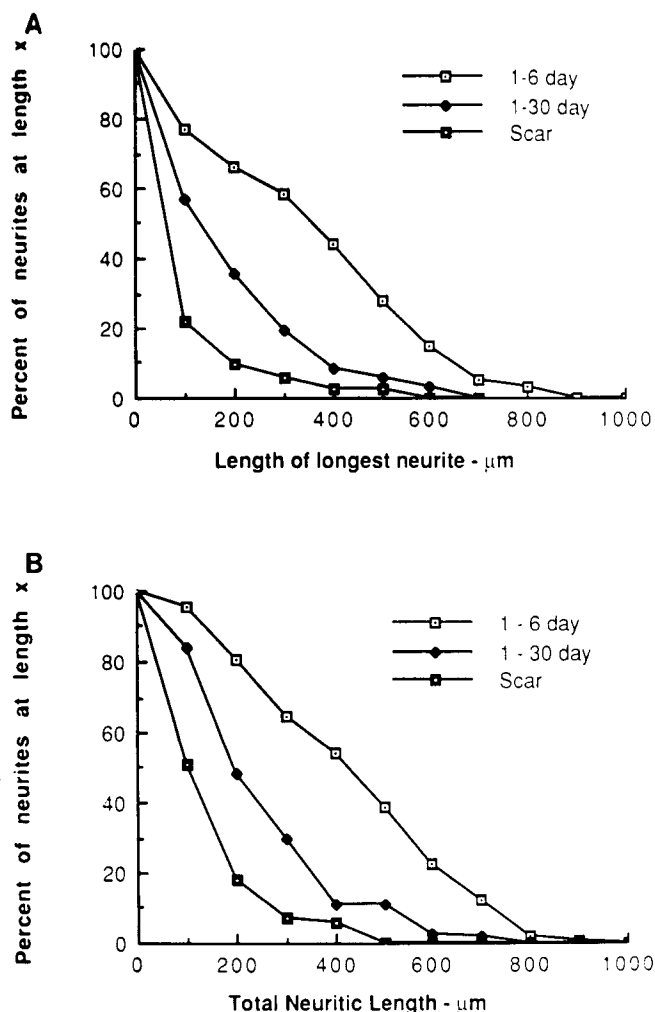 A
Percent of neurites at length x
100
80
60
40
20
0
1-6 day
1-30 day
Scar
0 200 400 600 800 1000
Length of longest neurite - μm
B
Percent of neurites at length x
100
80
60
40
20
0
1 - 6 day
1 - 30 day
Scar
0 200 400 600 800 1000
Total Neuritic Length - μm